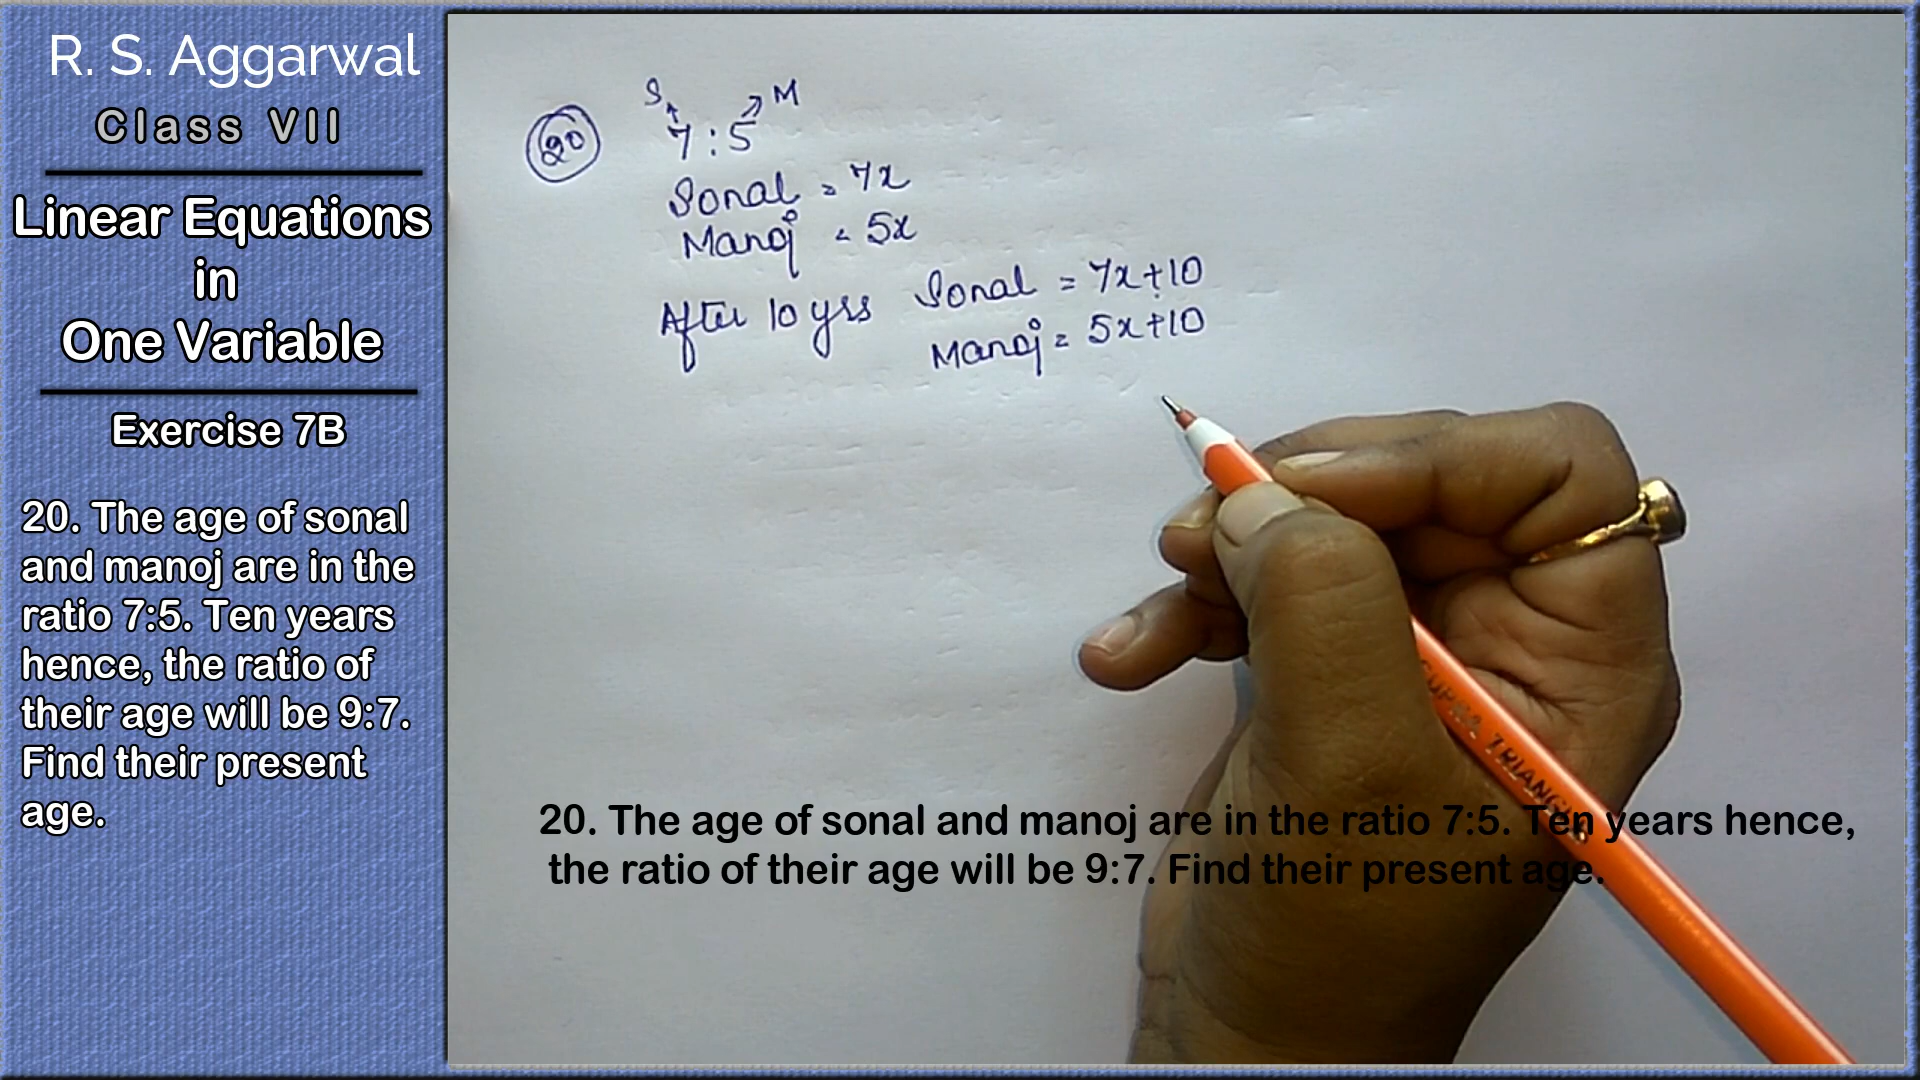 R. S. Aggarwal
Class VII
Linear Equations
in
One Variable
Exercise 7B
20. The age of sonal
and manoj are in the
ratio 7:5. Ten years
hence, the ratio of
their age will be 9:7.
Find their present
age.
20
S M
7 : 5
Sonal = 7x
Manoj = 5x
After 10 yrs Sonal = 7x+10
Manoj = 5x+10
20. The age of sonal and manoj are in the ratio 7:5. Ten years hence,
the ratio of their age will be 9:7. Find their present age.